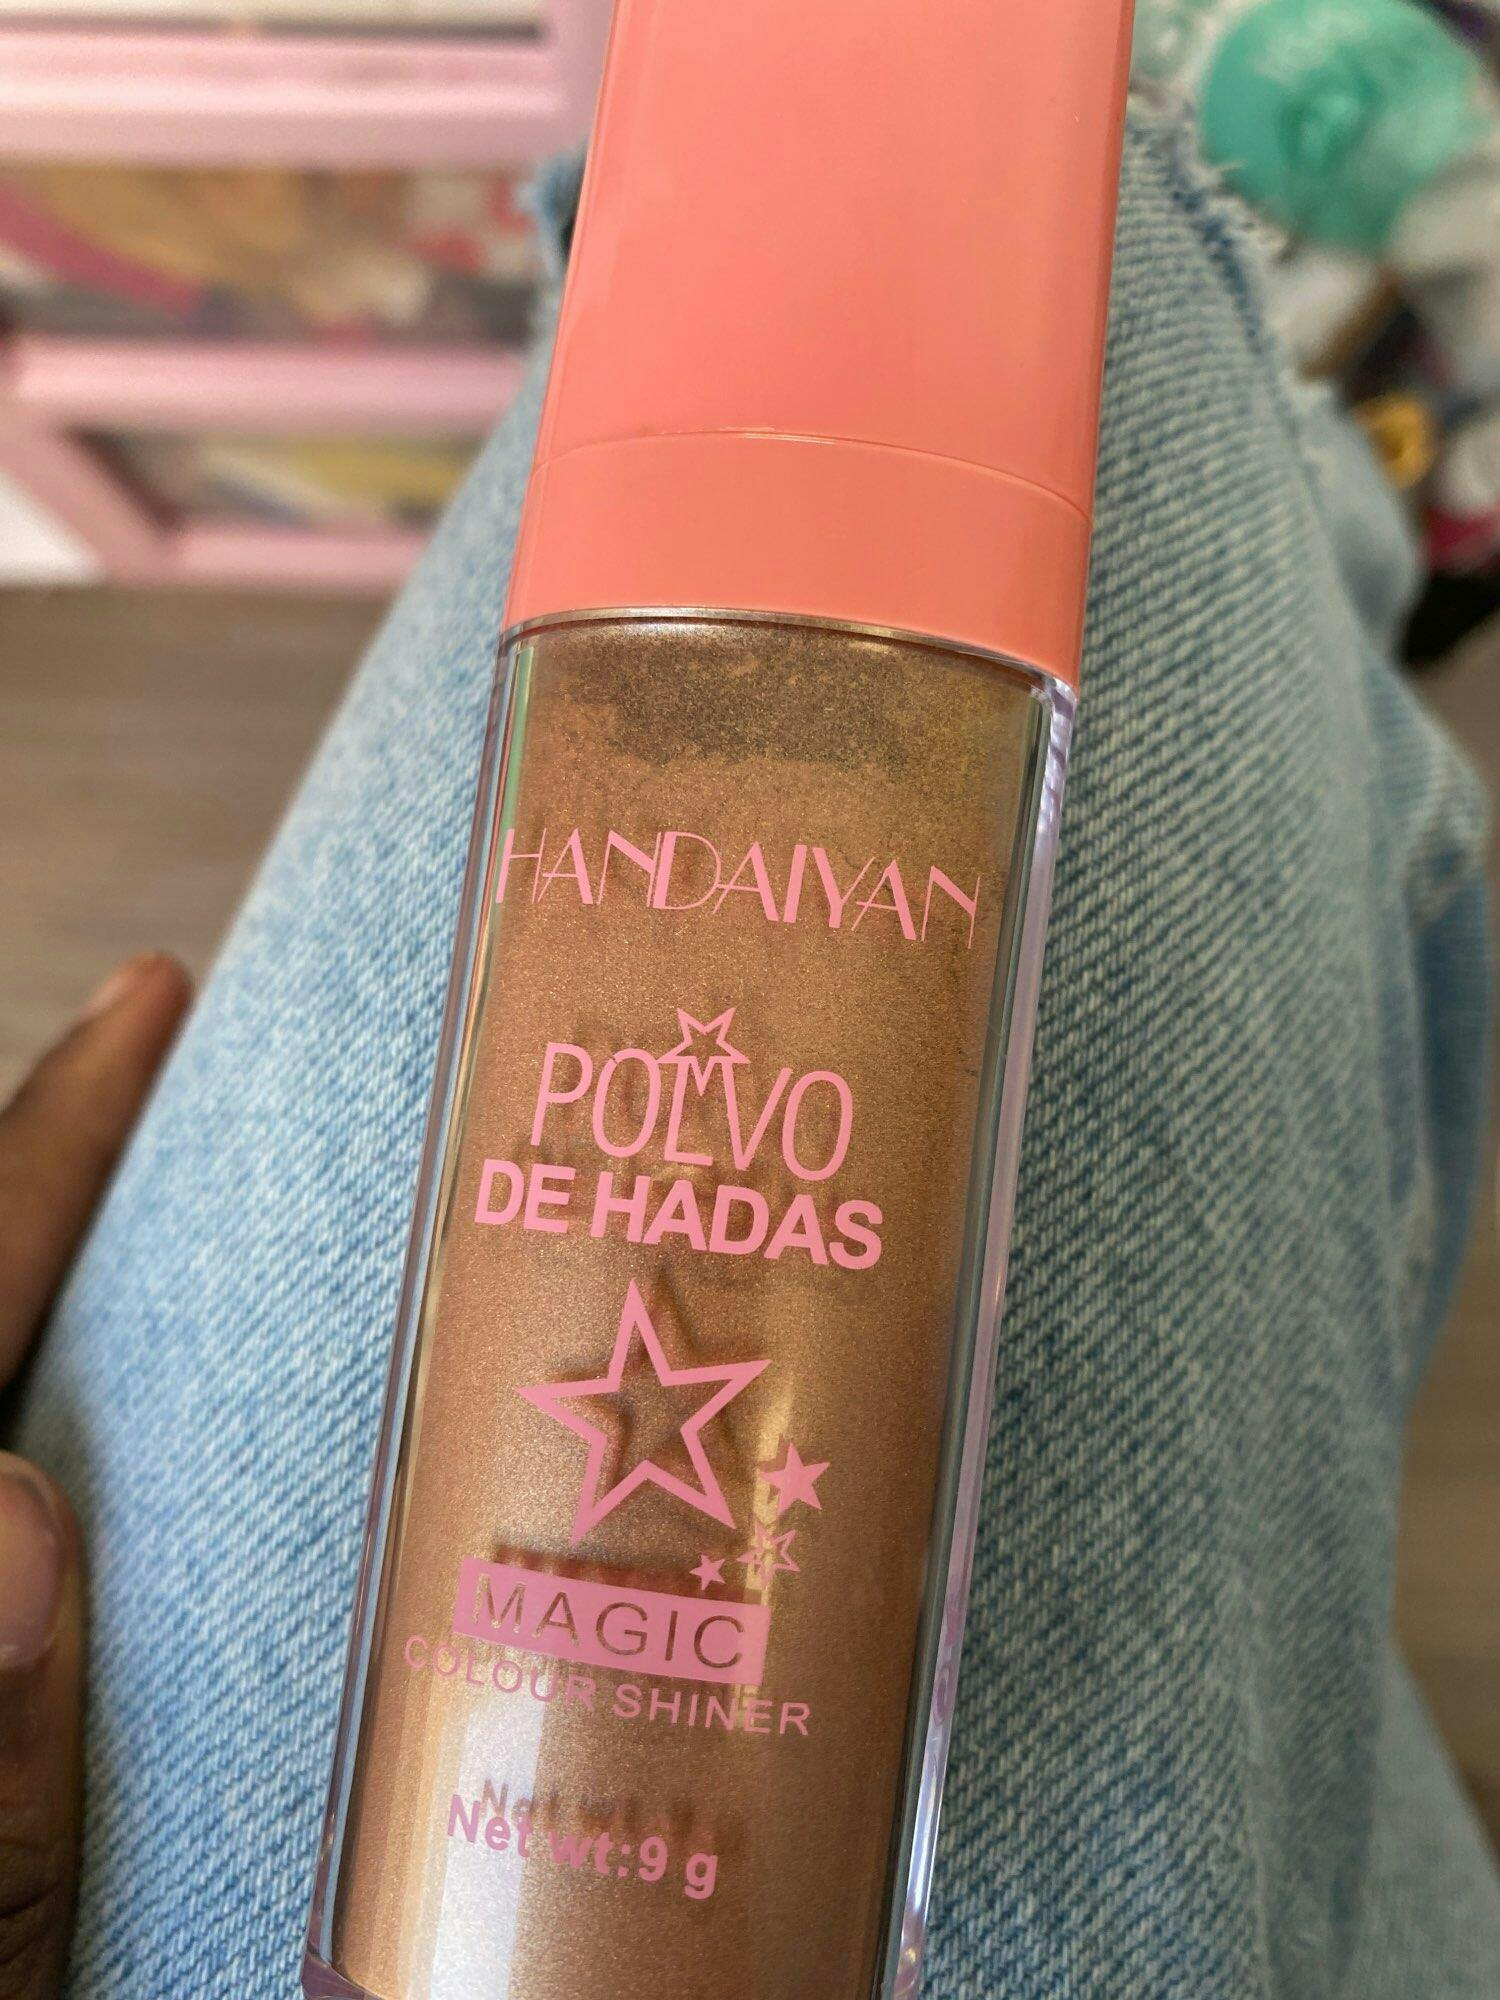 HANDAIYAN
POLVO
DE HADAS
MAGIC
COLOUR SHINER
Net wt:9 g